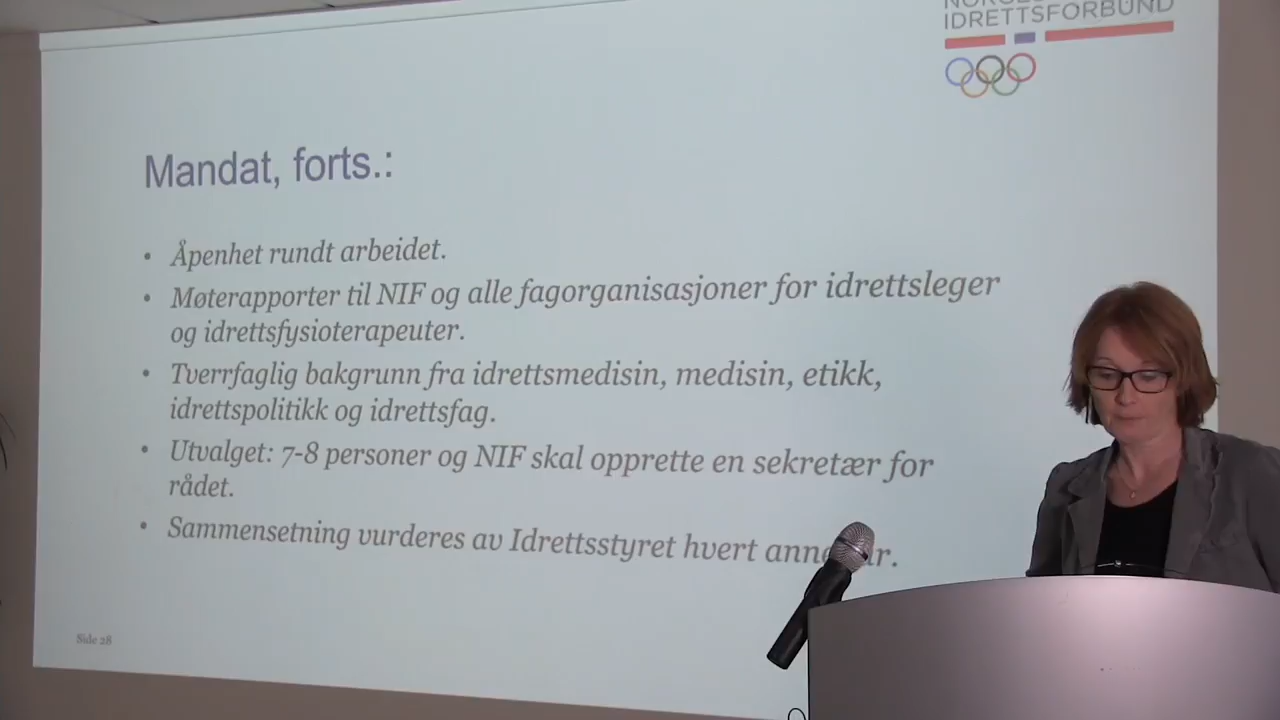 IDRETTSFORBUND
Mandat, forts.:
• Åpenhet rundt arbeidet.
• Møterapporter til NIF og alle fagorganisasjoner for idrettsleger
og idrettsfysioterapeuter.
• Tverrfaglig bakgrunn fra idrettsmedisin, medisin, etikk,
idrettspolitikk og idrettsfag.
• Utvalget: 7-8 personer og NIF skal opprette en sekretær for
rådet.
• Sammensetning vurderes av Idrettsstyret hvert
Side 28